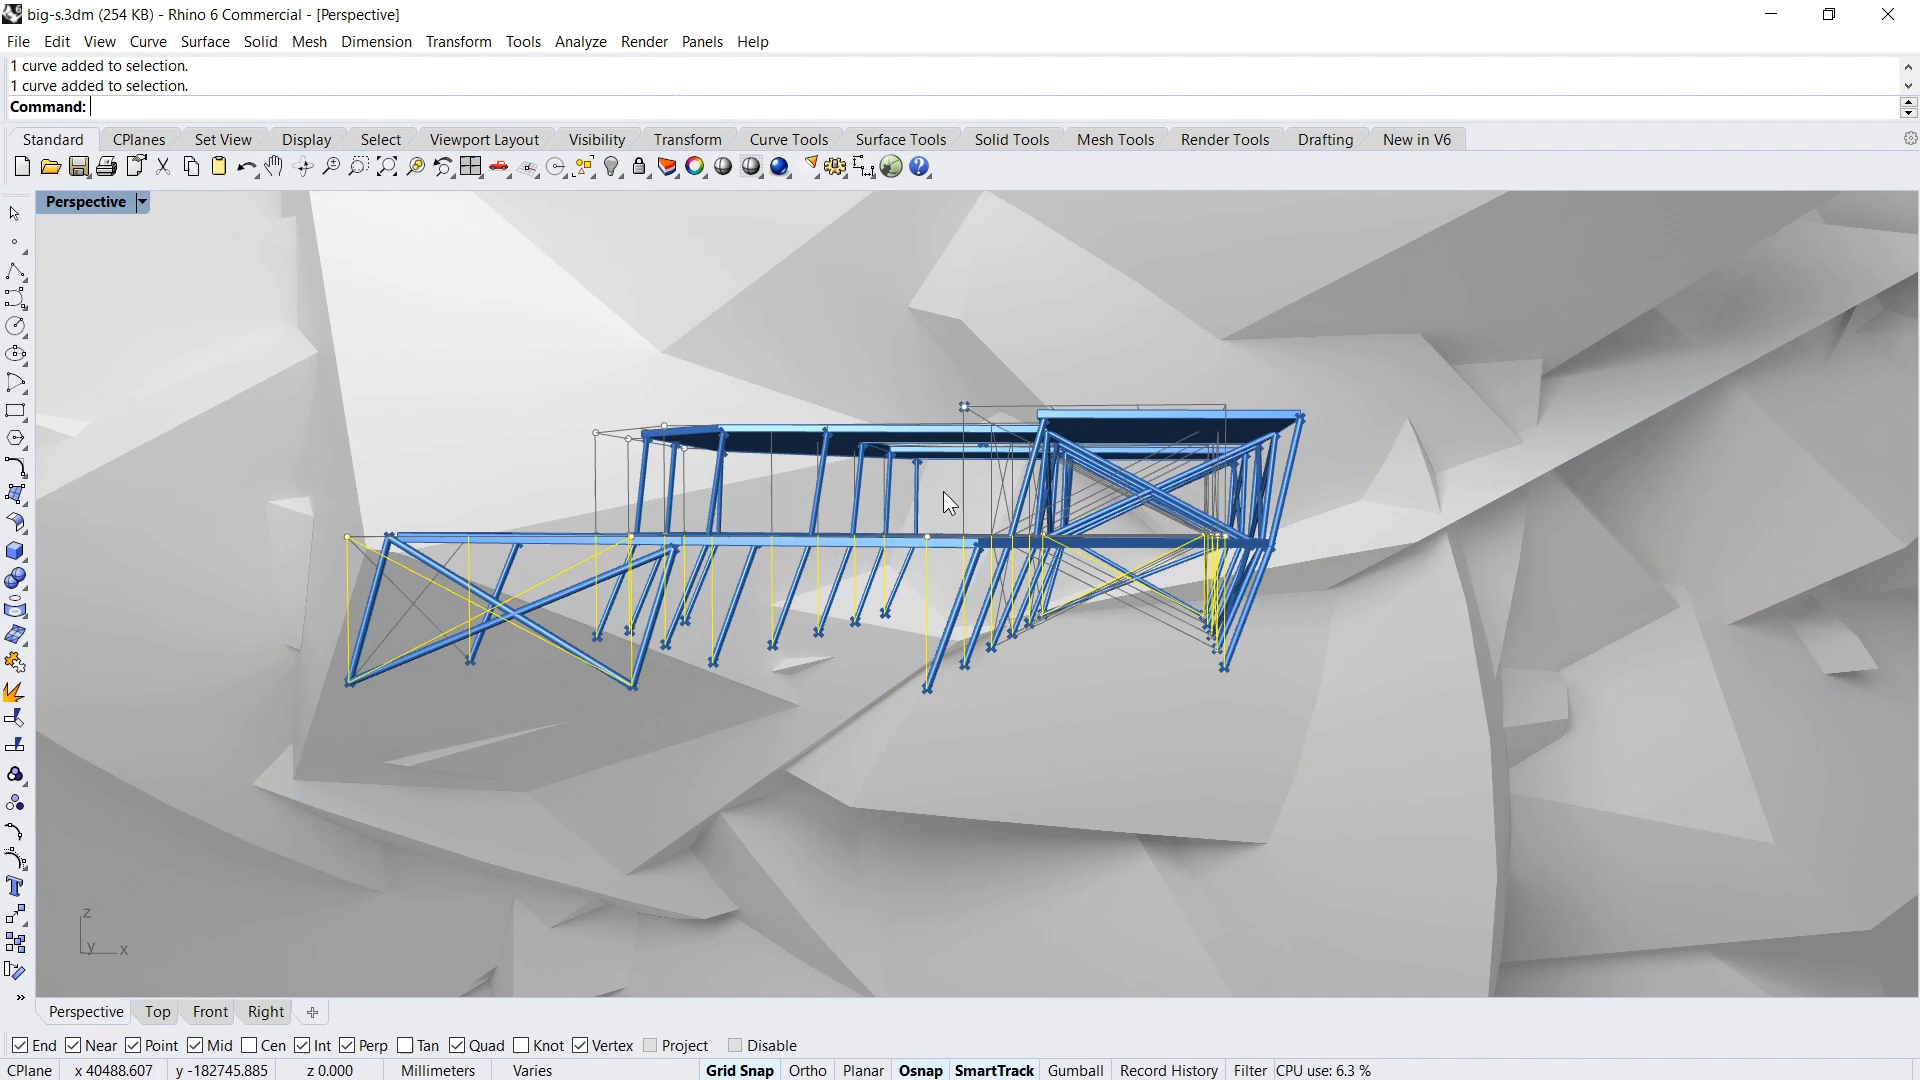 big-s.3dm (254 KB) - Rhino 6 Commercial - [Perspective]
File Edit View Curve Surface Solid Mesh Dimension Transform Tools Analyze Render Panels Help
1 curve added to selection.
1 curve added to selection.
Command:
Standard CPlanes Set View Display Select Viewport Layout Visibility Transform Curve Tools Surface Tools Solid Tools Mesh Tools Render Tools Drafting New in V6
Perspective
z
y x
Perspective Top Front Right
End Near Point Mid Cen Int Perp Tan Quad Knot Vertex Project Disable
CPlane x 40488.607 y -182745.885 z 0.000 Millimeters Varies Grid Snap Ortho Planar Osnap SmartTrack Gumball Record History Filter CPU use: 6.3 %